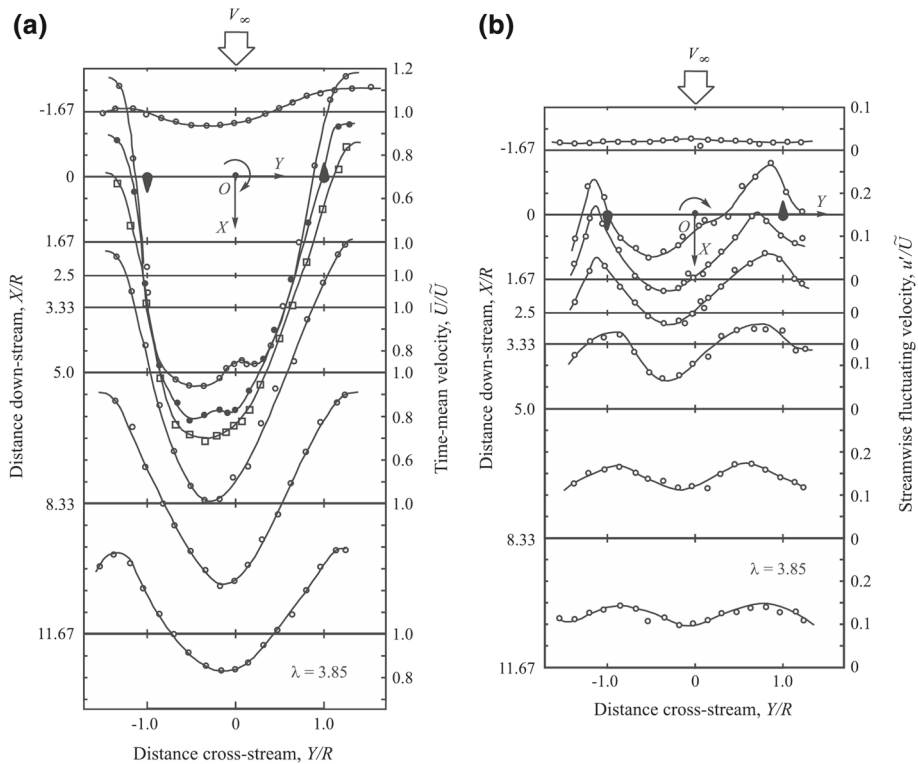 (a)
V∞
-1.67
0
1.67
2.5
3.33
5.0
8.33
11.67
Distance down-stream, X/R
1.2
1.0
0.8
0
1.0
1.0
1.0
0.8
1.0
0.8
0.6
1.0
1.0
0.8
Time-mean velocity, Ū/Ũ
Y
O
X
λ = 3.85
-1.0
0
1.0
Distance cross-stream, Y/R
(b)
V∞
-1.67
0
1.67
2.5
3.33
5.0
8.33
11.67
Distance down-stream, X/R
0.1
0
0.2
0.1
0
0
0
0.1
0
0.2
0.1
0
0.2
0.1
0
Streamwise fluctuating velocity, u'/Ũ
Y
O
X
λ = 3.85
-1.0
0
1.0
Distance cross-stream, Y/R